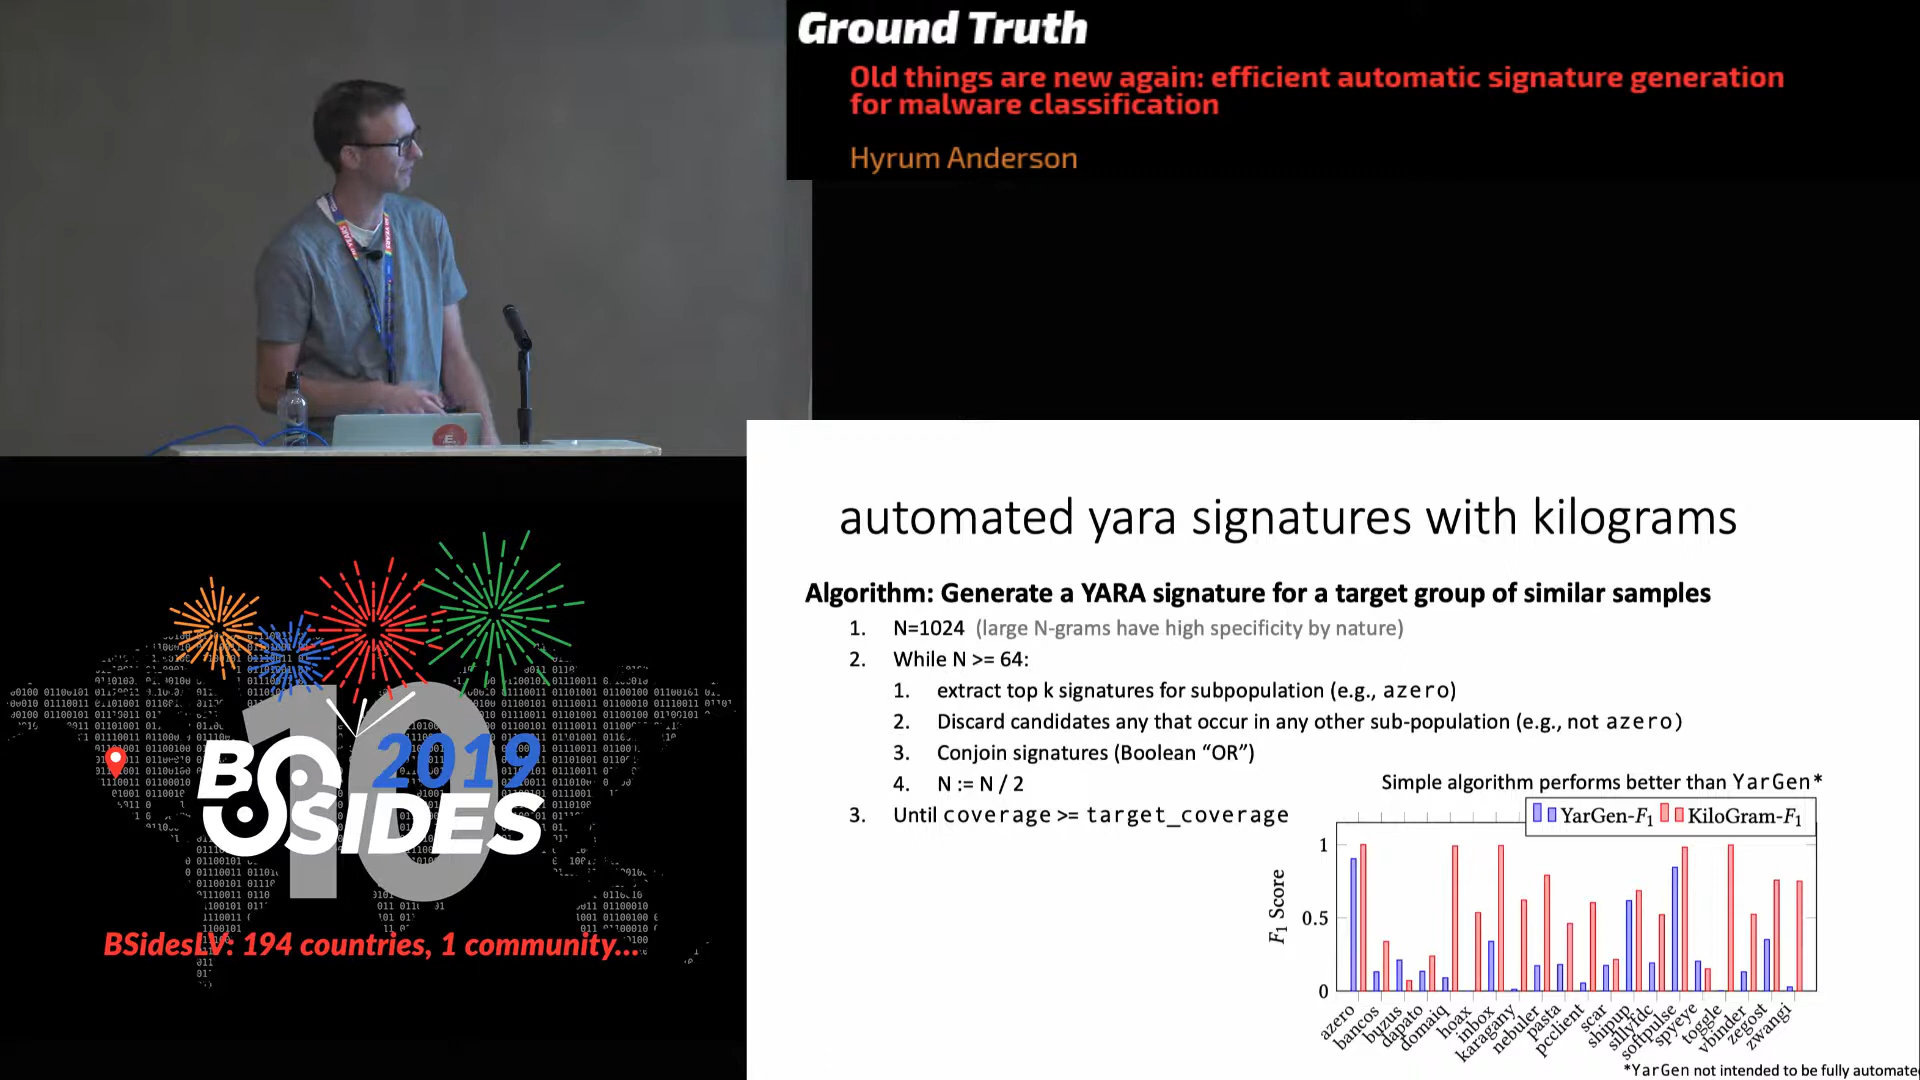 Ground Truth
Old things are new again: efficient automatic signature generation
for malware classification
Hyrum Anderson
automated yara signatures with kilograms
Algorithm: Generate a YARA signature for a target group of similar samples
1. N=1024 (large N-grams have high specificity by nature)
2. While N >= 64:
1. extract top k signatures for subpopulation (e.g., azero)
2. Discard candidates any that occur in any other sub-population (e.g., not azero)
3. Conjoin signatures (Boolean “OR”)
4. N := N / 2
3. Until coverage >= target_coverage
Simple algorithm performs better than YarGen*
YarGen-F1 KiloGram-F1
F1 Score
1
0.5
0
azero
bancos
buzus
dapato
domaiq
hoax
inbox
karagany
nebuler
pasta
pcclient
scar
shipup
sillyfdc
softpulse
spyeye
toggle
vbinder
zegost
zwangi
*YarGen not intended to be fully automate
10
BSIDES
2019
BSidesLV: 194 countries, 1 community...